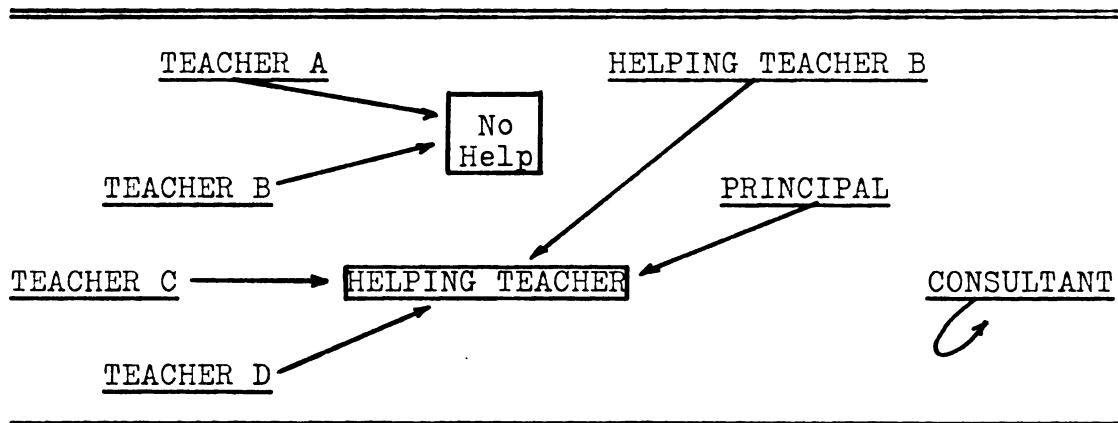 TEACHER A
HELPING TEACHER B
No
Help
TEACHER B
PRINCIPAL
TEACHER C
HELPING TEACHER
CONSULTANT
TEACHER D